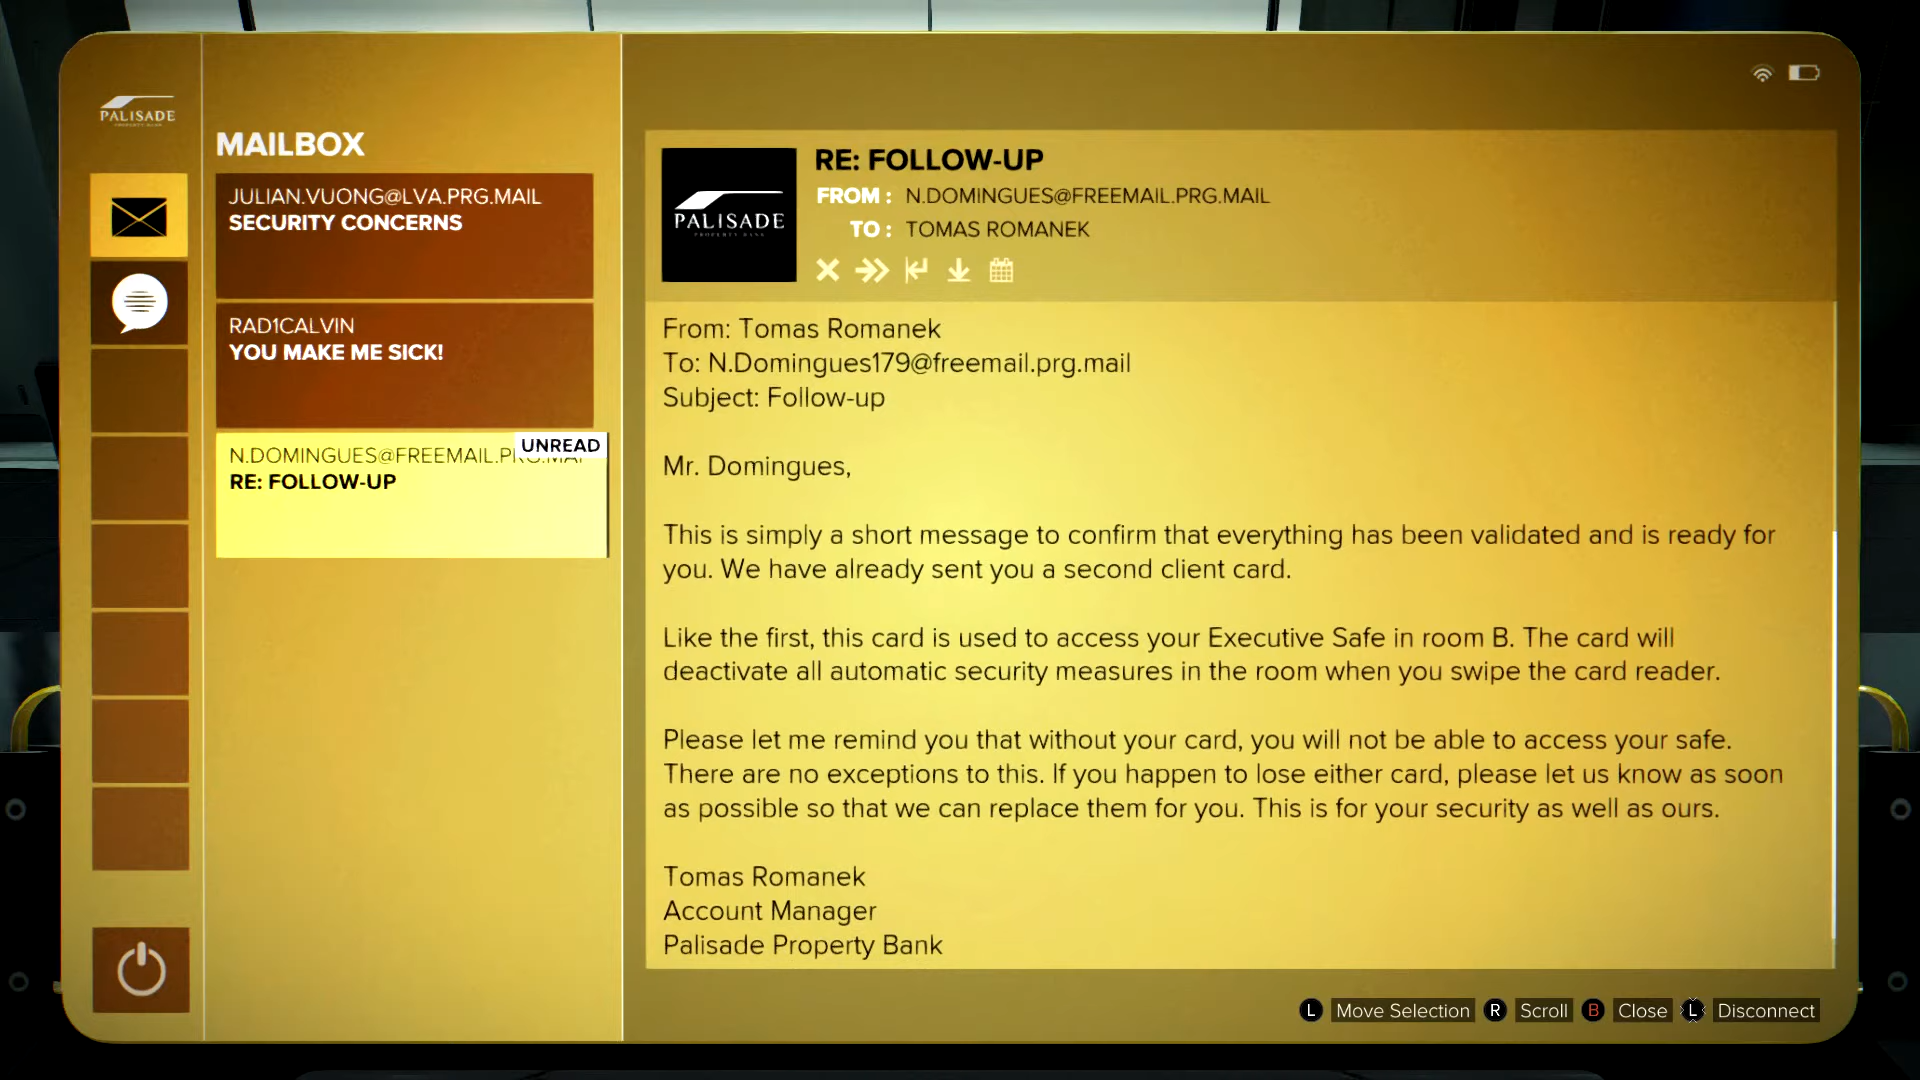 PALISADE
PROPERTY BANK
MAILBOX
JULIAN.VUONG@LVA.PRG.MAIL
SECURITY CONCERNS
RAD1CALVIN
YOU MAKE ME SICK!
UNREAD
N.DOMINGUES@FREEMAIL.PRG.MAI
RE: FOLLOW-UP
PALISADE
PROPERTY BANK
RE: FOLLOW-UP
FROM : N.DOMINGUES@FREEMAIL.PRG.MAIL
TO : TOMAS ROMANEK
From: Tomas Romanek
To: N.Domingues179@freemail.prg.mail
Subject: Follow-up
Mr. Domingues,
This is simply a short message to confirm that everything has been validated and is ready for
you. We have already sent you a second client card.
Like the first, this card is used to access your Executive Safe in room B. The card will
deactivate all automatic security measures in the room when you swipe the card reader.
Please let me remind you that without your card, you will not be able to access your safe.
There are no exceptions to this. If you happen to lose either card, please let us know as soon
as possible so that we can replace them for you. This is for your security as well as ours.
Tomas Romanek
Account Manager
Palisade Property Bank
L Move Selection R Scroll B Close L Disconnect